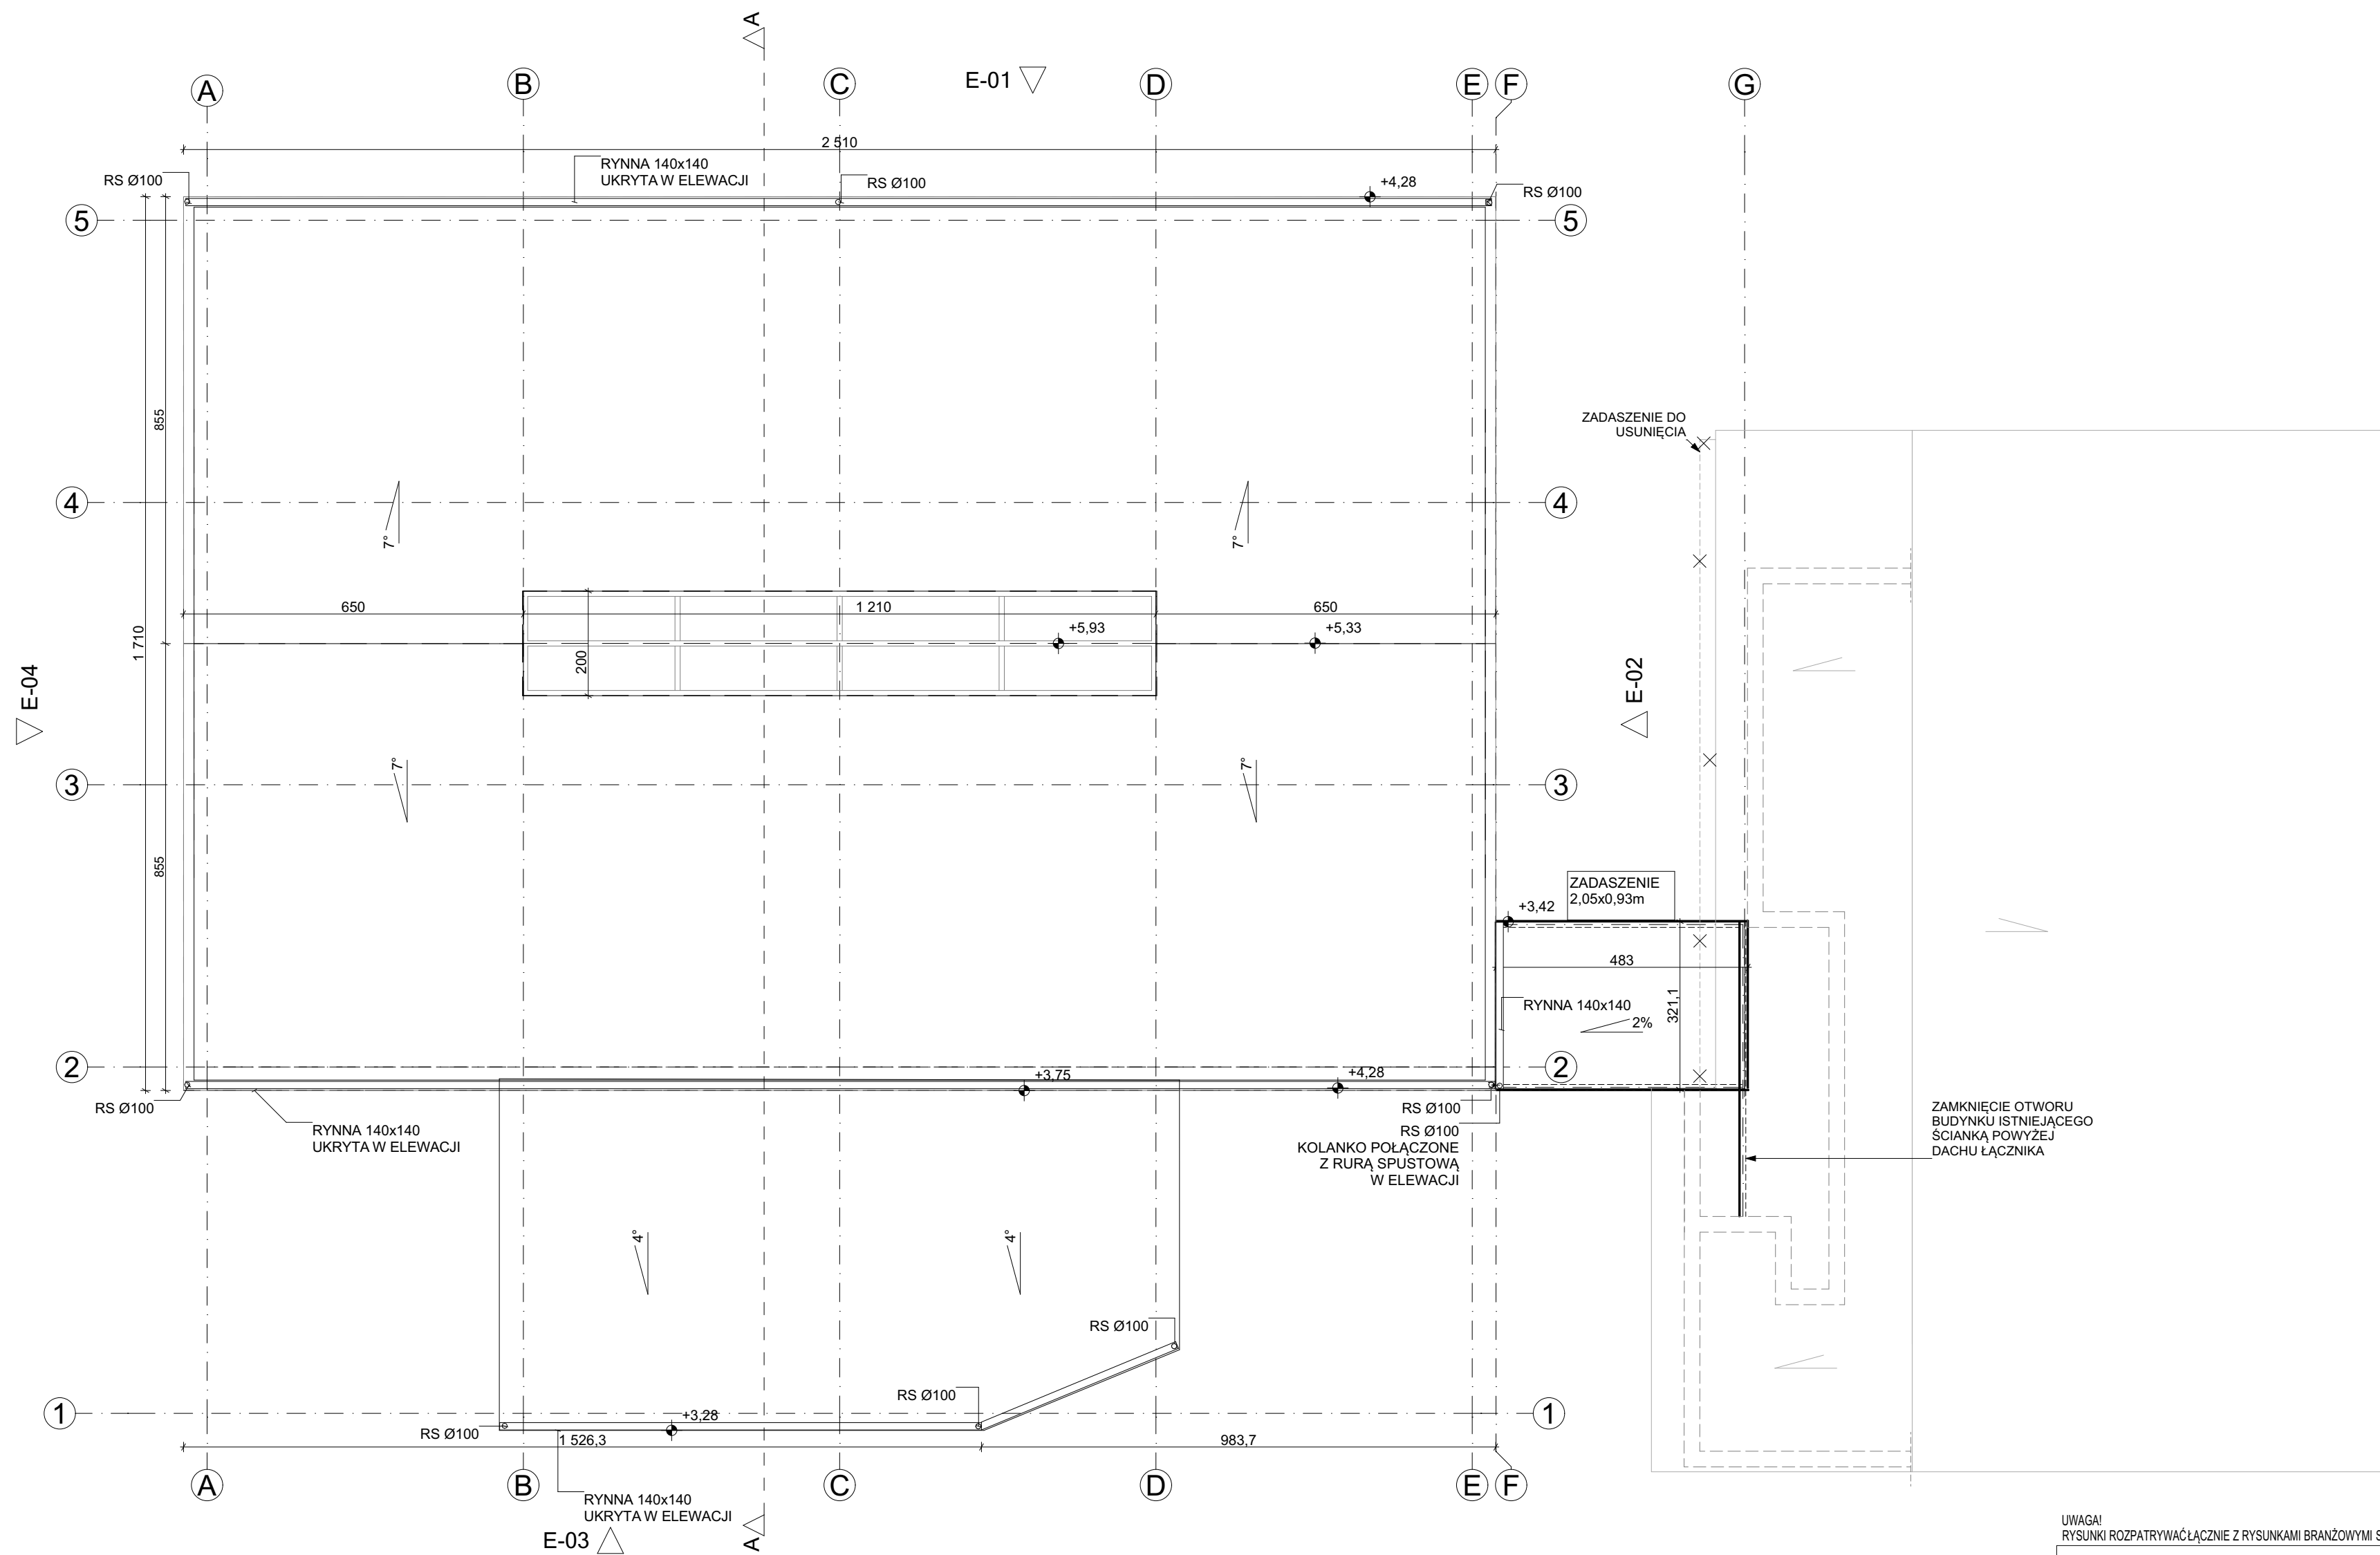 A
A
B
C
E-01
D
E
F
G
2 510
RYNNA 140x140
UKRYTA W ELEWACJI
RS Ø100
RS Ø100
+4,28
RS Ø100
5
5
855
ZADASZENIE DO
USUNIĘCIA
4
4
7°
7°
650
1 210
650
1 710
+5,93
+5,33
200
E-04
E-02
7°
7°
3
3
855
ZADASZENIE
2,05x0,93m
+3,42
483
RYNNA 140x140
321,1
2%
2
2
+3,75
+4,28
RS Ø100
RS Ø100
RYNNA 140x140
UKRYTA W ELEWACJI
RS Ø100
KOLANKO POŁĄCZONE
Z RURĄ SPUSTOWĄ
W ELEWACJI
ZAMKNIĘCIE OTWORU
BUDYNKU ISTNIEJĄCEGO
ŚCIANKĄ POWYŻEJ
DACHU ŁĄCZNIKA
4°
4°
RS Ø100
RS Ø100
1
1
+3,28
RS Ø100
1 526,3
983,7
A
B
C
D
E
F
RYNNA 140x140
UKRYTA W ELEWACJI
E-03
A
UWAGA!
RYSUNKI ROZPATRYWAĆ ŁĄCZNIE Z RYSUNKAMI BRANŻOWYMI S